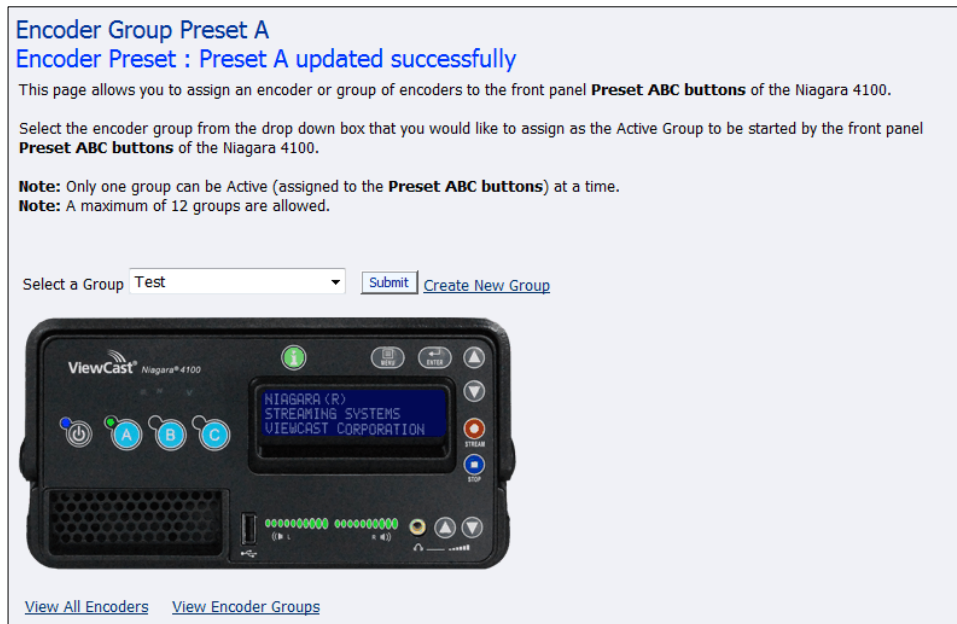 Encoder Group Preset A
Encoder Preset : Preset A updated successfully
This page allows you to assign an encoder or group of encoders to the front panel Preset ABC buttons of the Niagara 4100.
Select the encoder group from the drop down box that you would like to assign as the Active Group to be started by the front panel
Preset ABC buttons of the Niagara 4100.
Note: Only one group can be Active (assigned to the Preset ABC buttons) at a time.
Note: A maximum of 12 groups are allowed.
Select a Group Test Submit Create New Group
ViewCast® Niagara® 4100
MENU ENTER
NIAGARA(R)
STREAMING SYSTEMS
VIEWCAST CORPORATION
A B C
STREAM
STOP
L R
View All Encoders View Encoder Groups